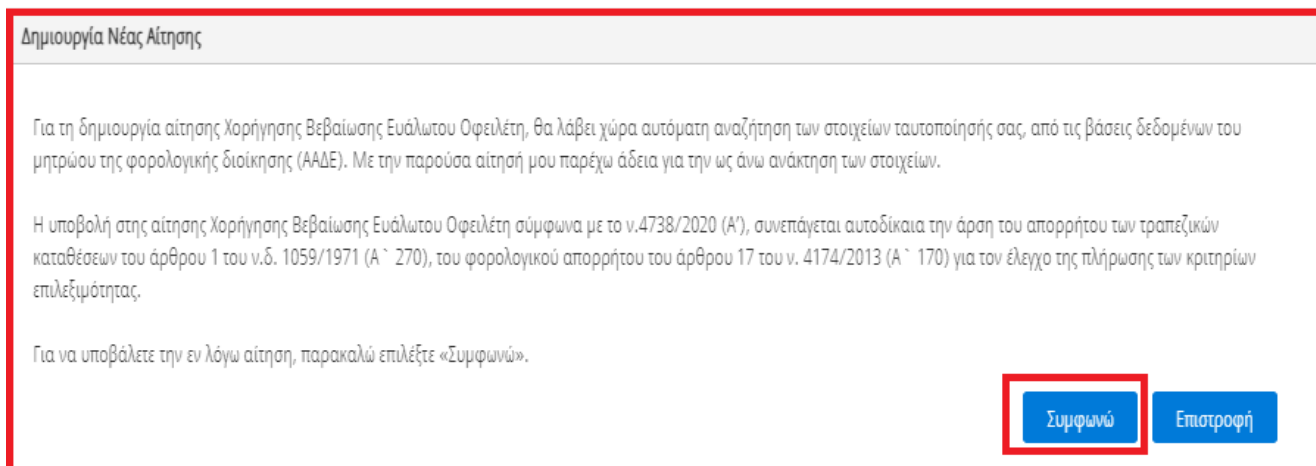 Δημιουργία Νέας Αίτησης
Για τη δημιουργία αίτησης Χορήγησης Βεβαίωσης Ευάλωτου Οφειλέτη, θα λάβει χώρα αυτόματη αναζήτηση των στοιχείων ταυτοποίησής σας, από τις βάσεις δεδομένων του
μητρώου της φορολογικής διοίκησης (ΑΑΔΕ). Με την παρούσα αίτησή μου παρέχω άδεια για την ως άνω ανάκτηση των στοιχείων.
Η υποβολή στης αίτησης Χορήγησης Βεβαίωσης Ευάλωτου Οφειλέτη σύμφωνα με το ν.4738/2020 (Α’), συνεπάγεται αυτοδίκαια την άρση του απορρήτου των τραπεζικών
καταθέσεων του άρθρου 1 του ν.δ. 1059/1971 (Α` 270), του φορολογικού απορρήτου του άρθρου 17 του ν. 4174/2013 (Α` 170) για τον έλεγχο της πλήρωσης των κριτηρίων
επιλεξιμότητας.
Για να υποβάλετε την εν λόγω αίτηση, παρακαλώ επιλέξτε «Συμφωνώ».
Συμφωνώ Επιστροφή